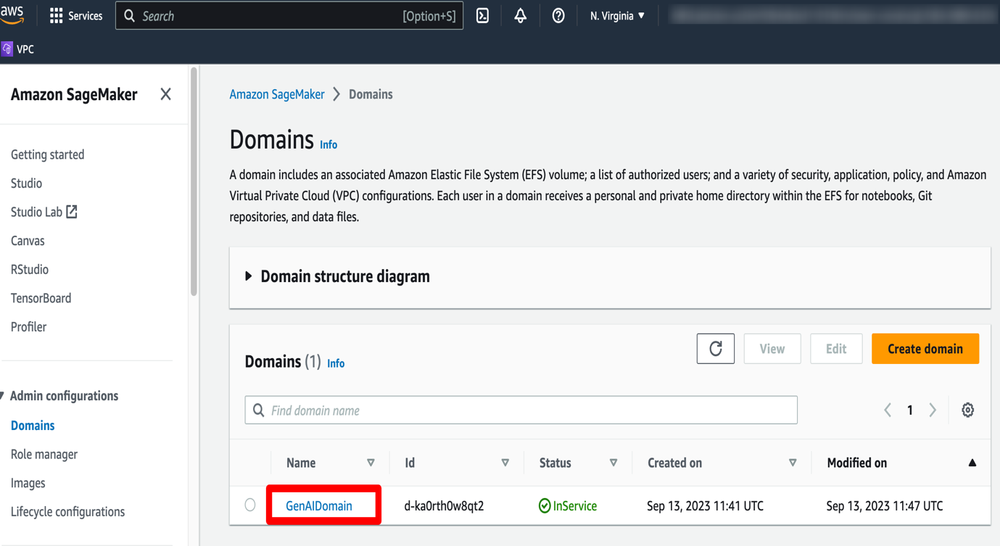 aws
Services
Search [Option+S]
N. Virginia
VPC
Amazon SageMaker
Getting started
Studio
Studio Lab
Canvas
RStudio
TensorBoard
Profiler
Admin configurations
Domains
Role manager
Images
Lifecycle configurations
Amazon SageMaker > Domains
Domains Info
A domain includes an associated Amazon Elastic File System (EFS) volume; a list of authorized users; and a variety of security, application, policy, and Amazon
Virtual Private Cloud (VPC) configurations. Each user in a domain receives a personal and private home directory within the EFS for notebooks, Git
repositories, and data files.
Domain structure diagram
Domains (1) Info
View
Edit
Create domain
Find domain name
1
Name Id Status Created on Modified on
GenAIDomain d-ka0rth0w8qt2 InService Sep 13, 2023 11:41 UTC Sep 13, 2023 11:47 UTC